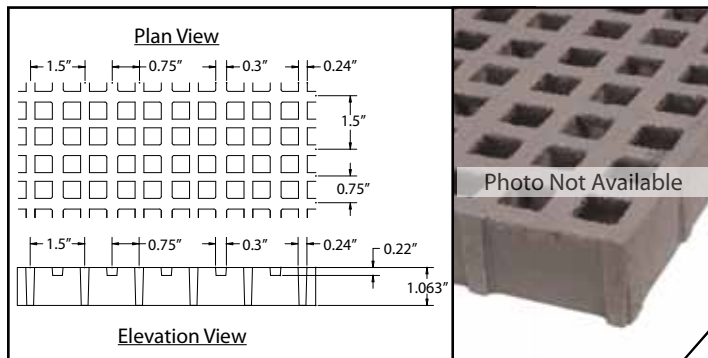 Plan View
1.5” 0.75” 0.3” 0.24”
1.5”
0.75”
1.5” 0.75” 0.3” 0.24”
0.22”
1.063”
Elevation View
Photo Not Available